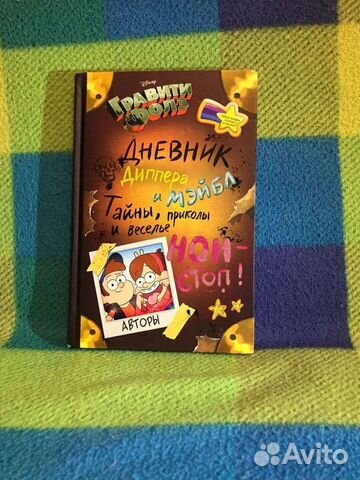 Disney
ГРАВИТИ
ФОЛЗ
ДНЕВНИК
Диппера
и МЭЙБЛ
Тайны, приколы
и веселье
НОН-
СТОП!
АВТОРЫ
Avito